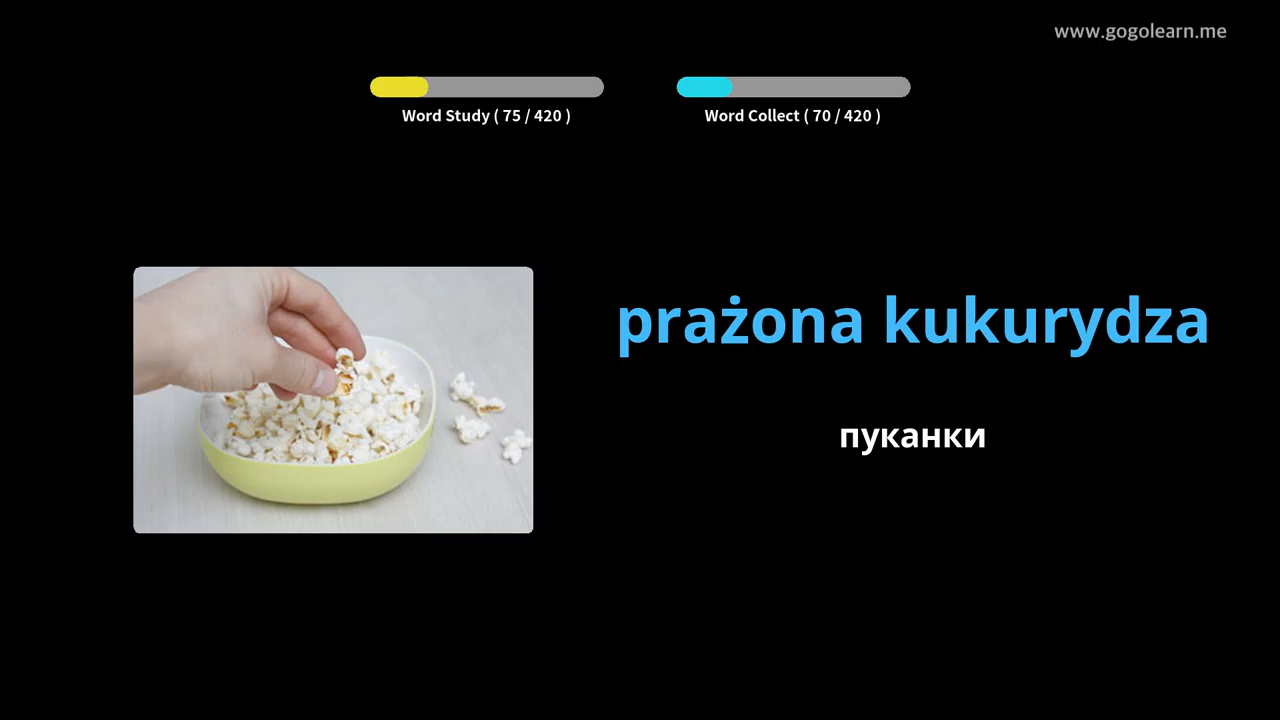 www.gogolearn.me
Word Study ( 75 / 420 )
Word Collect ( 70 / 420 )
prażona kukurydza
пуканки